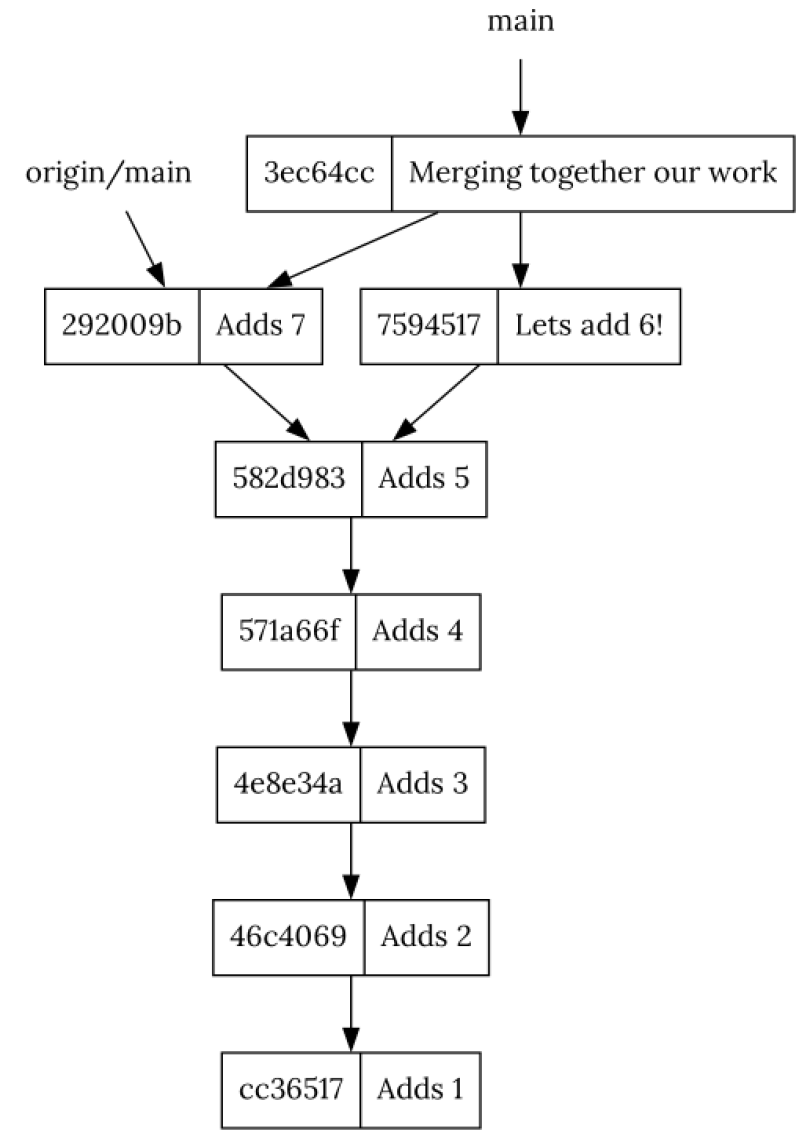 main
origin/main
3ec64cc Merging together our work
292009b Adds 7
7594517 Lets add 6!
582d983 Adds 5
571a66f Adds 4
4e8e34a Adds 3
46c4069 Adds 2
cc36517 Adds 1